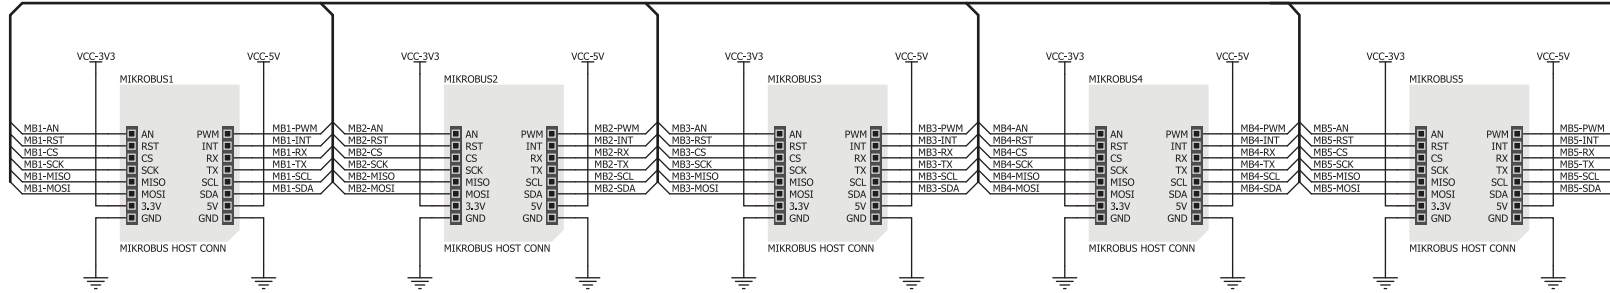 VCC-3V3 VCC-5V VCC-3V3 VCC-5V VCC-3V3 VCC-5V VCC-3V3 VCC-5V VCC-3V3 VCC-5V
MIKROBUS1 MIKROBUS2 MIKROBUS3 MIKROBUS4 MIKROBUS5
MB1-AN AN PWM MB1-PWM MB2-AN AN PWM MB2-PWM MB3-AN AN PWM MB3-PWM MB4-AN AN PWM MB4-PWM MB5-AN AN PWM MB5-PWM
MB1-RST RST INT MB1-INT MB2-RST RST INT MB2-INT MB3-RST RST INT MB3-INT MB4-RST RST INT MB4-INT MB5-RST RST INT MB5-INT
MB1-CS CS RX MB1-RX MB2-CS CS RX MB2-RX MB3-CS CS RX MB3-RX MB4-CS CS RX MB4-RX MB5-CS CS RX MB5-RX
MB1-SCK SCK TX MB1-TX MB2-SCK SCK TX MB2-TX MB3-SCK SCK TX MB3-TX MB4-SCK SCK TX MB4-TX MB5-SCK SCK TX MB5-TX
MB1-MISO MISO SCL MB1-SCL MB2-MISO MISO SCL MB2-SCL MB3-MISO MISO SCL MB3-SCL MB4-MISO MISO SCL MB4-SCL MB5-MISO MISO SCL MB5-SCL
MB1-MOSI MOSI SDA MB1-SDA MB2-MOSI MOSI SDA MB2-SDA MB3-MOSI MOSI SDA MB3-SDA MB4-MOSI MOSI SDA MB4-SDA MB5-MOSI MOSI SDA MB5-SDA
3.3V 5V 3.3V 5V 3.3V 5V 3.3V 5V 3.3V 5V
GND GND GND GND GND GND GND GND GND GND
MIKROBUS HOST CONN MIKROBUS HOST CONN MIKROBUS HOST CONN MIKROBUS HOST CONN MIKROBUS HOST CONN